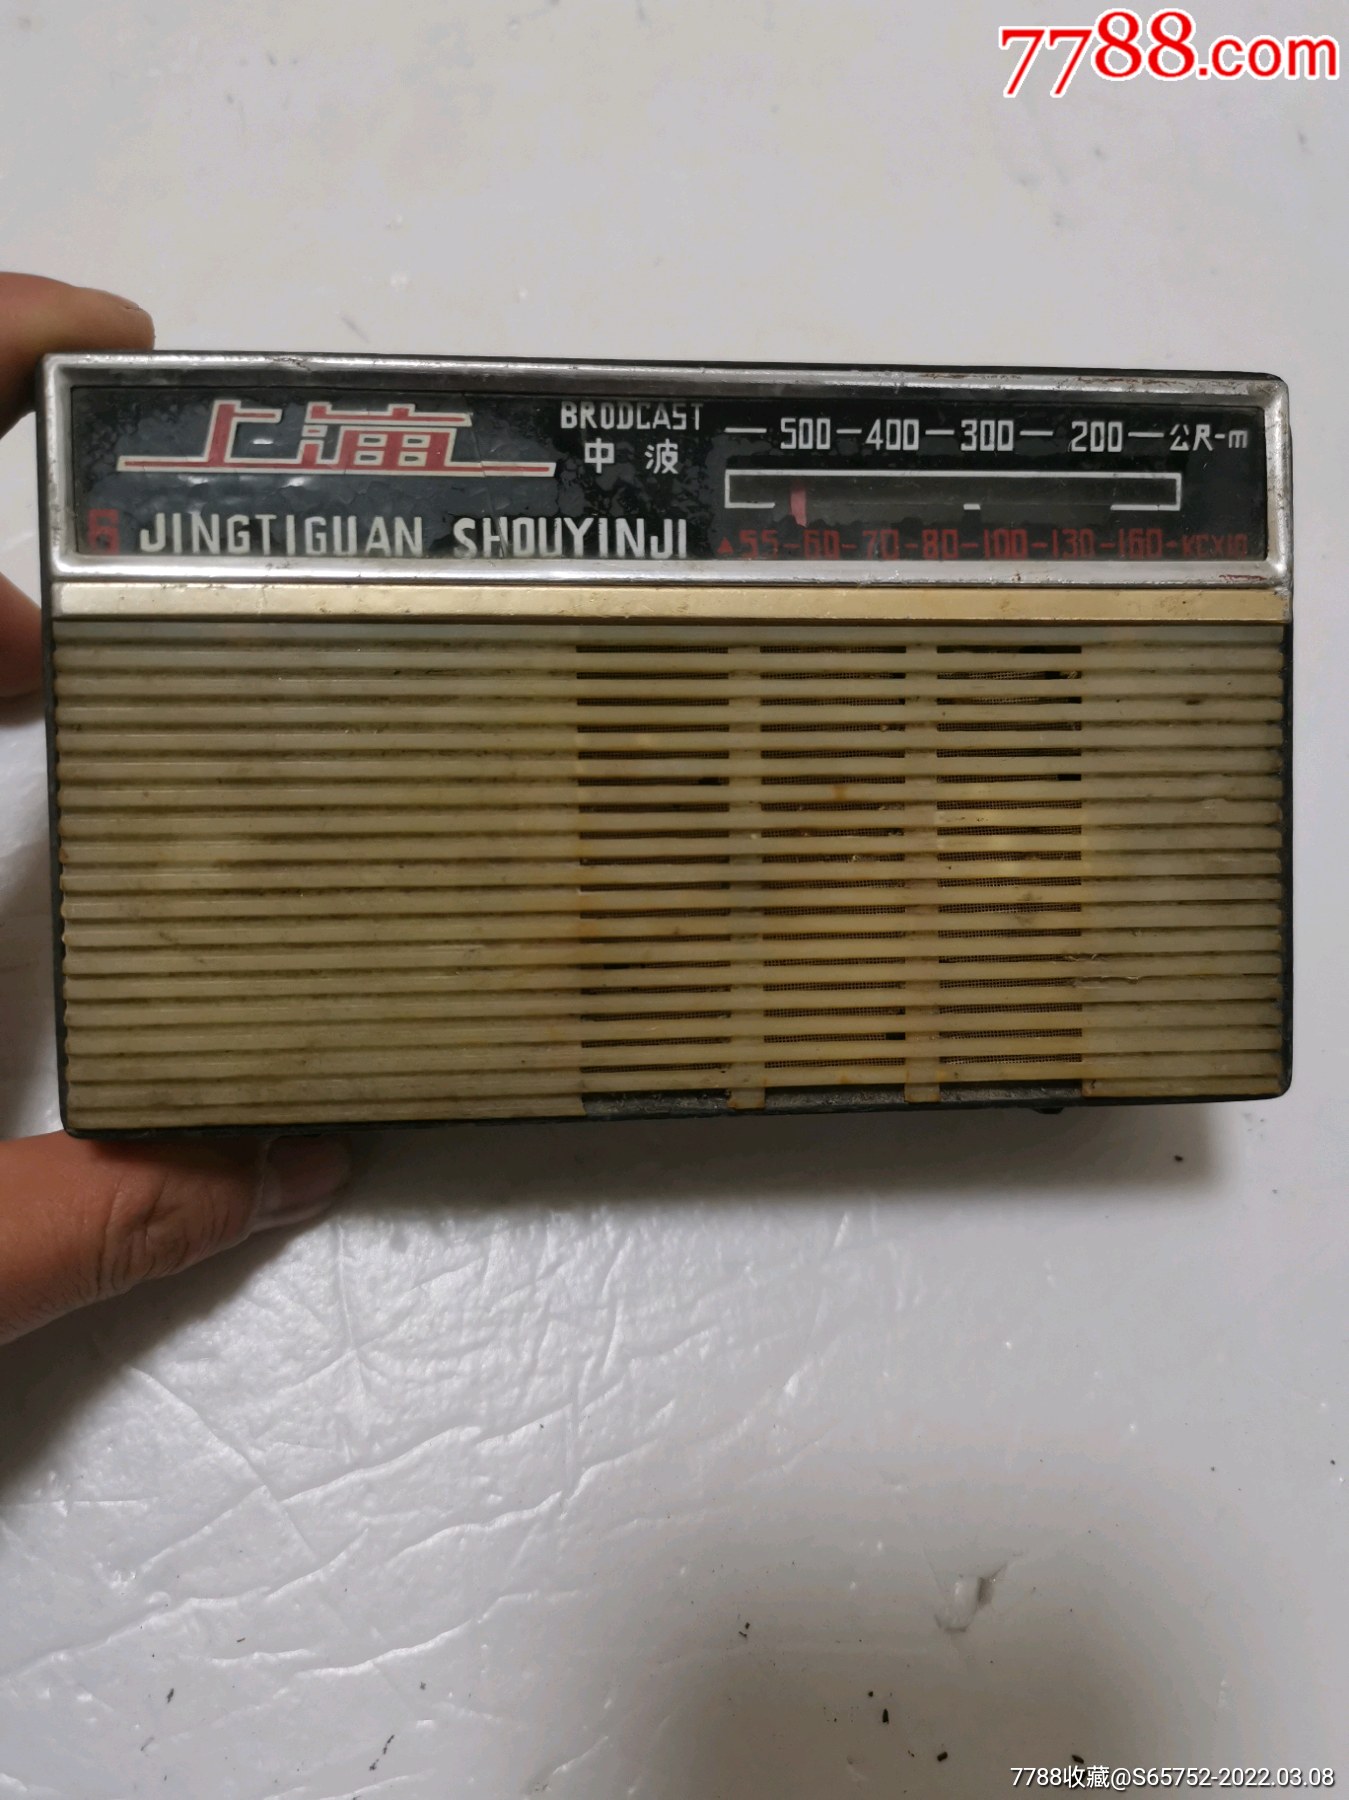 7788.com
上海
BRODCAST
中波
500-400-300-200-公尺-m
6 JINGTIGUAN SHOUYINJI
▲55-60-70-80-100-130-160-KCX10
7788收藏@S65752-2022.03.08